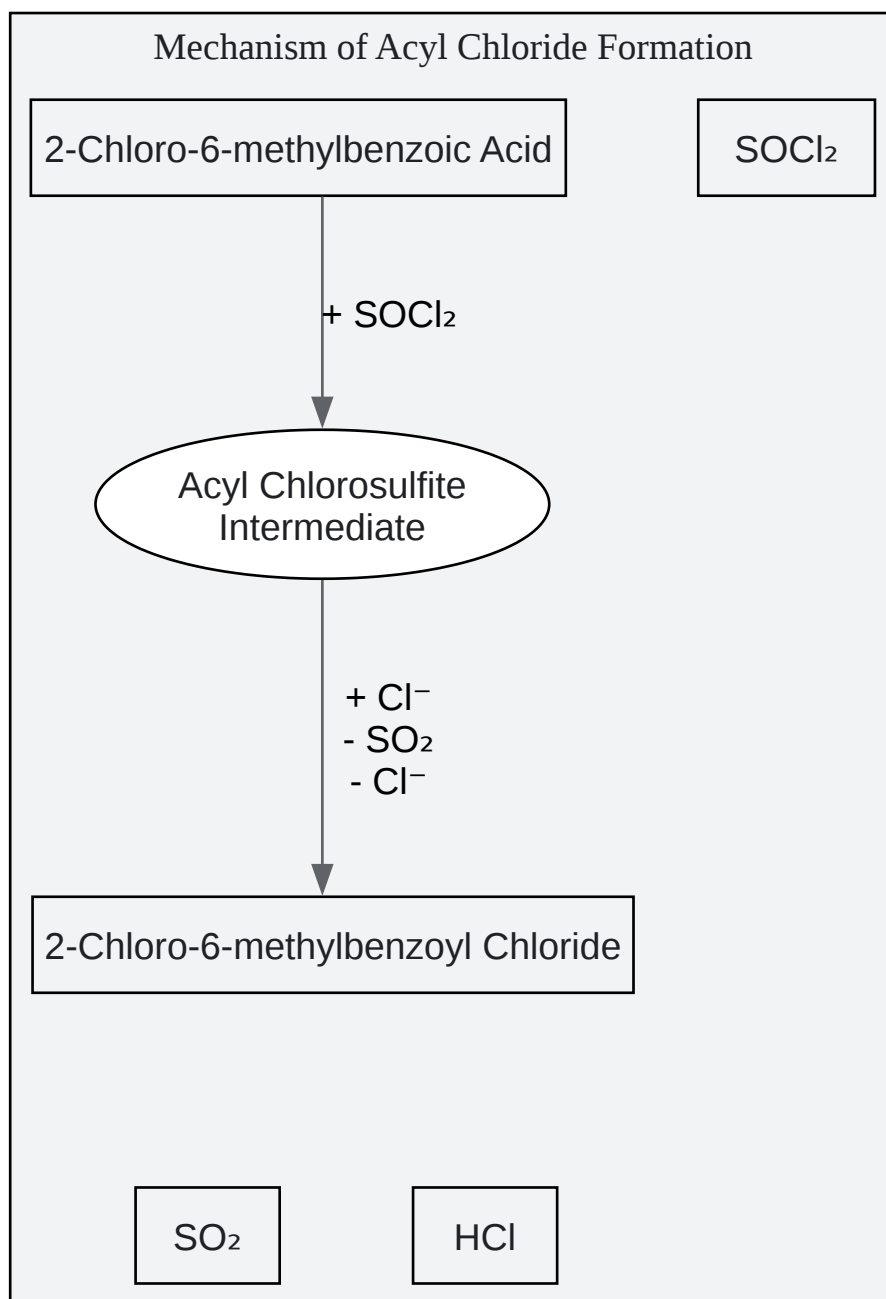 Mechanism of Acyl Chloride Formation
2-Chloro-6-methylbenzoic Acid
SOCl₂
+ SOCl₂
Acyl Chlorosulfite
Intermediate
+ Cl⁻
- SO₂
- Cl⁻
2-Chloro-6-methylbenzoyl Chloride
SO₂
HCl